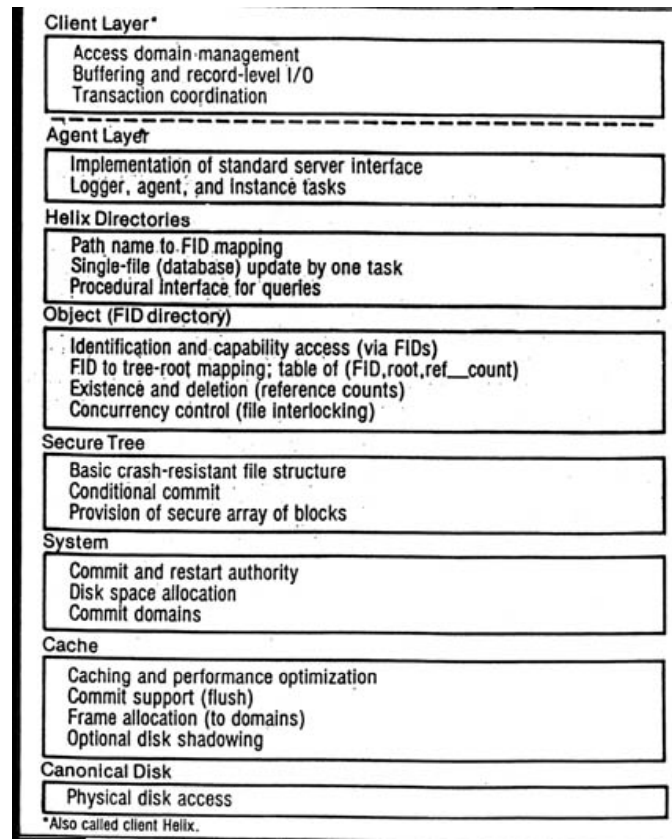 Client Layer*
Access domain management
Buffering and record-level I/O
Transaction coordination
Agent Layer
Implementation of standard server interface
Logger, agent, and instance tasks
Helix Directories
Path name to FID mapping
Single-file (database) update by one task
Procedural interface for queries
Object (FID directory)
Identification and capability access (via FIDs)
FID to tree-root mapping; table of (FID,root,ref__count)
Existence and deletion (reference counts)
Concurrency control (file interlocking)
Secure Tree
Basic crash-resistant file structure
Conditional commit
Provision of secure array of blocks
System
Commit and restart authority
Disk space allocation
Commit domains
Cache
Caching and performance optimization
Commit support (flush)
Frame allocation (to domains)
Optional disk shadowing
Canonical Disk
Physical disk access
*Also called client Helix.